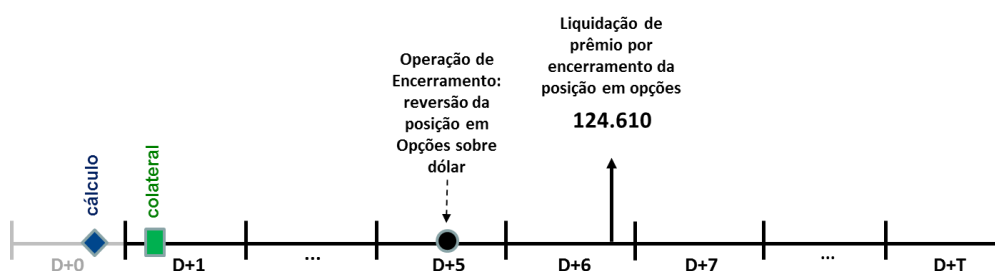 Liquidação de
prêmio por
encerramento da
posição em opções
124.610
Operação de
Encerramento:
reversão da
posição em
Opções sobre
dólar
cálculo
colateral
D+0
D+1
...
D+5
D+6
D+7
...
D+T